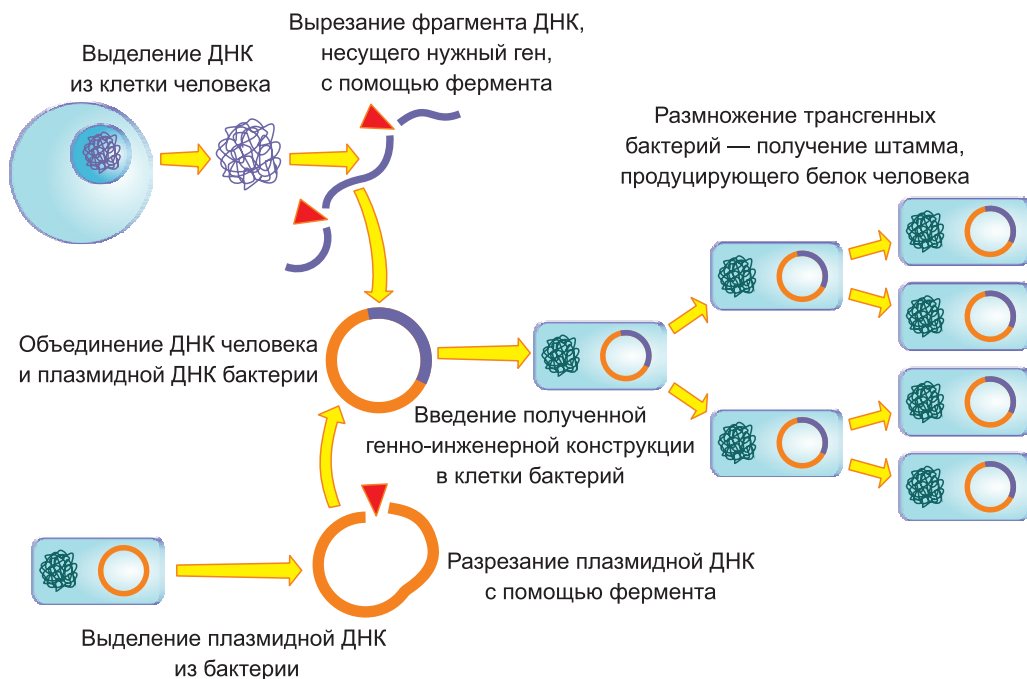 Выделение ДНК
из клетки человека
Вырезание фрагмента ДНК,
несущего нужный ген,
с помощью фермента
Размножение трансгенных
бактерий — получение штамма,
продуцирующего белок человека
Объединение ДНК человека
и плазмидной ДНК бактерии
Введение полученной
генно-инженерной конструкции
в клетки бактерий
Разрезание плазмидной ДНК
с помощью фермента
Выделение плазмидной ДНК
из бактерии